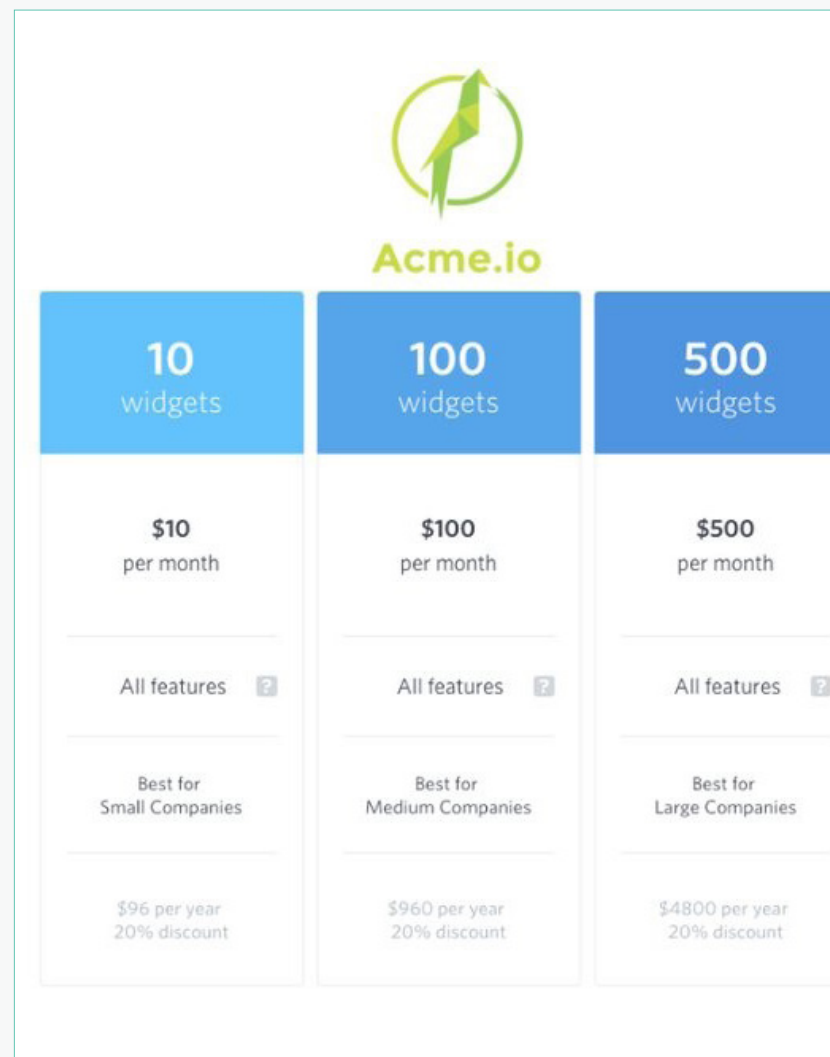 Acme.io
10
widgets
$10
per month
All features ?
Best for
Small Companies
$96 per year
20% discount
100
widgets
$100
per month
All features ?
Best for
Medium Companies
$960 per year
20% discount
500
widgets
$500
per month
All features ?
Best for
Large Companies
$4800 per year
20% discount